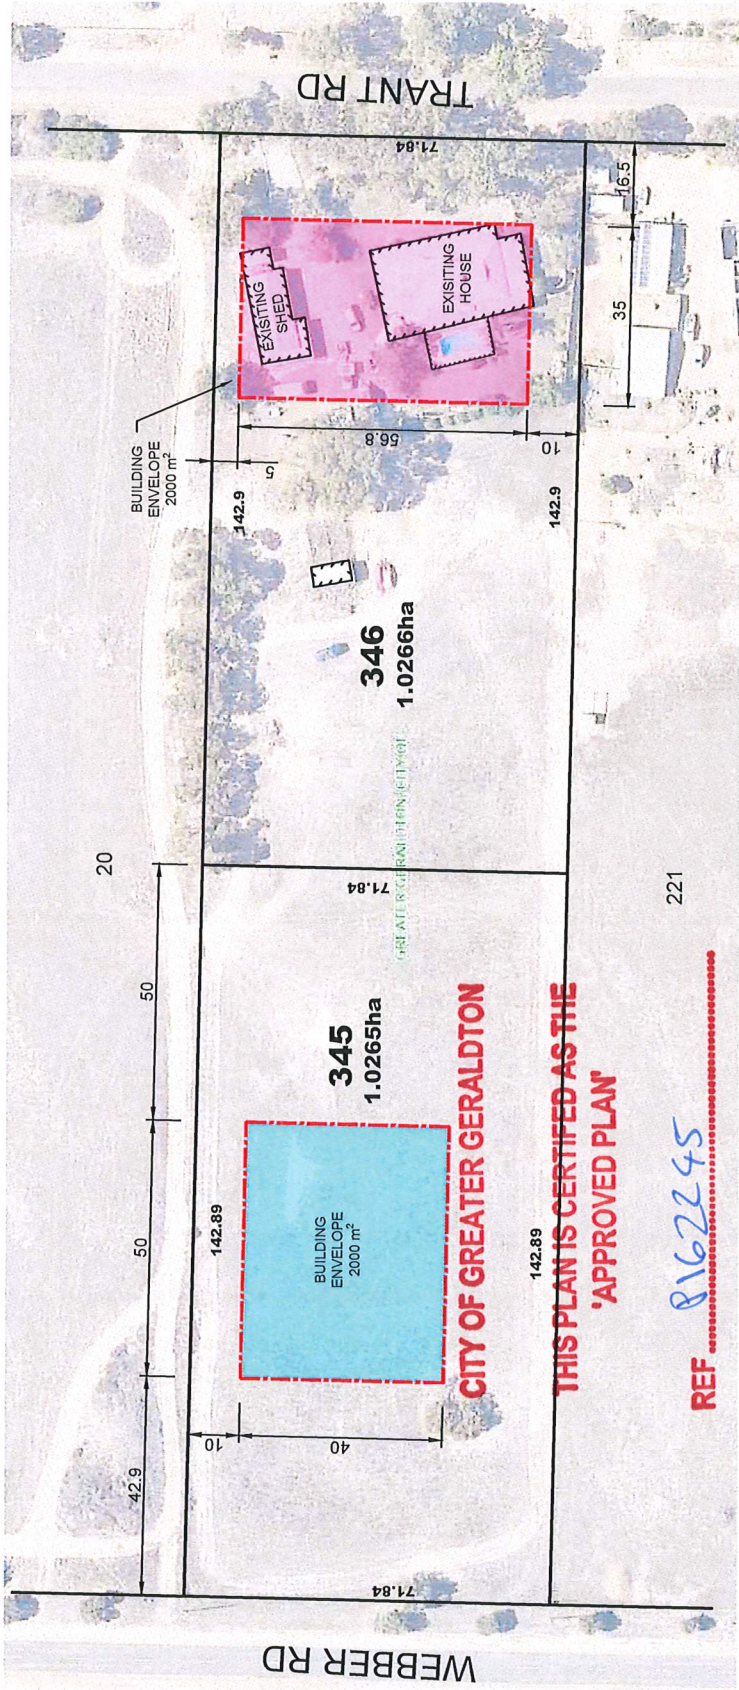 TRANT RD
71.84
16.5
35
EXISITING
SHED
EXISITING
HOUSE
BUILDING
ENVELOPE
2000 m²
56.8
10
5
142.9
142.9
346
1.0266ha
20
71.84
221
50
345
1.0265ha
50
142.89
BUILDING
ENVELOPE
2000 m²
142.89
10
40
42.9
71.84
WEBBER RD
CITY OF GREATER GERALDTON
THIS PLAN IS CERTIFED AS THE
'APPROVED PLAN'
REF P162245